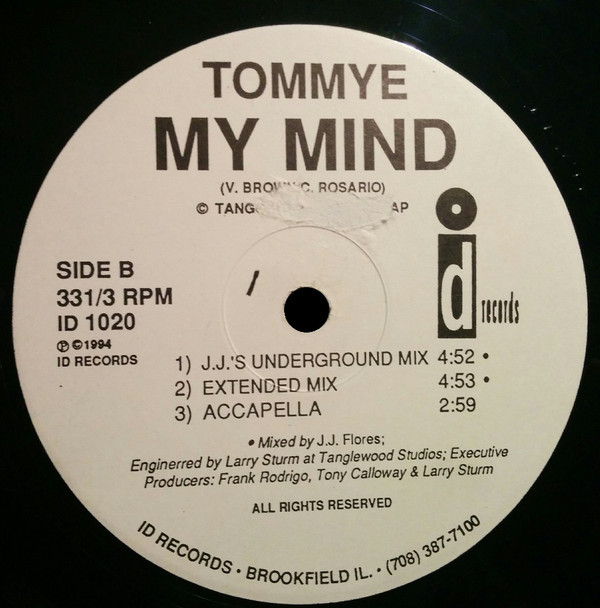 TOMMYE
MY MIND
(V. BROWN/C. ROSARIO)
© TANG AP
id records
SIDE B
331/3 RPM
ID 1020
℗ ©1994
ID RECORDS
1) J.J.'S UNDERGROUND MIX 4:52 •
2) EXTENDED MIX 4:53 •
3) ACCAPELLA 2:59
• Mixed by J.J. Flores;
Enginerred by Larry Sturm at Tanglewood Studios; Executive
Producers: Frank Rodrigo, Tony Calloway & Larry Sturm
ALL RIGHTS RESERVED
ID RECORDS • BROOKFIELD IL. • (708) 387-7100